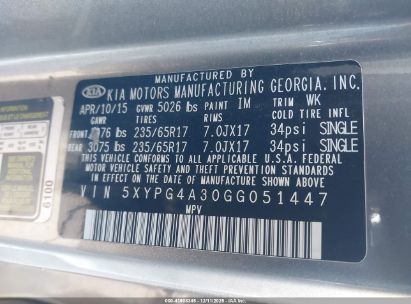 KIA KIA MOTORS MANUFACTURING GEORGIA. INC.
MANUFACTURED BY
APR/10/15 GVWR 5026 lbs PAINT IM TRIM WK
GAWR TIRES RIMS COLD TIRE INFL
FRONT lbs 235/65R17 7.0JX17 34psi SINGLE
REAR 3075 lbs 235/65R17 7.0JX17 34psi SINGLE
THIS VEHICLE CONFORMS TO ALL APPLICABLE U.S.A. FEDERAL
MOTOR VEHICLE SAFETY AND THEFT PREVENTION STANDARDS
IN EFFECT ON THE DATE OF MANUFACTURE SHOWN ABOVE.
VIN 5XYPG4A30GG051447
MPV
6100